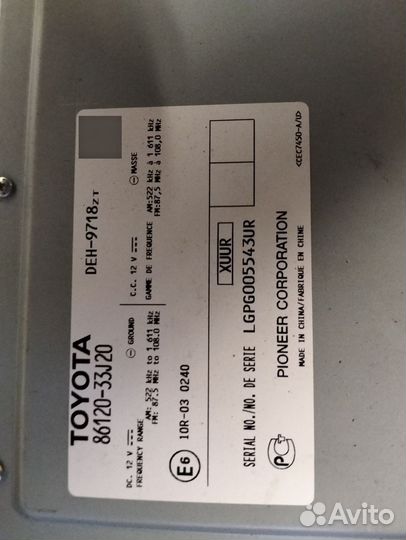 TOYOTA
86120-33J20
DEH-9718ZT
DC. 12 V ⎓ ⊖ GROUND
FREQUENCY RANGE AM: 522 kHz to 1 611 kHz
FM: 87.5 MHz to 108.0 MHz
C.C. 12 V ⎓ ⊖ MASSE
GAMME DE FREQUENCE AM:522 kHz à 1 611 kHz
FM:87,5 MHz à 108,0 MHz
E6 10R-03 0240
XUUR
SERIAL NO./NO. DE SERIE LGPG005543UR
PIONEER CORPORATION
MADE IN CHINA/FABRIQUE EN CHINE
<CEC7450-A/U>
Avito